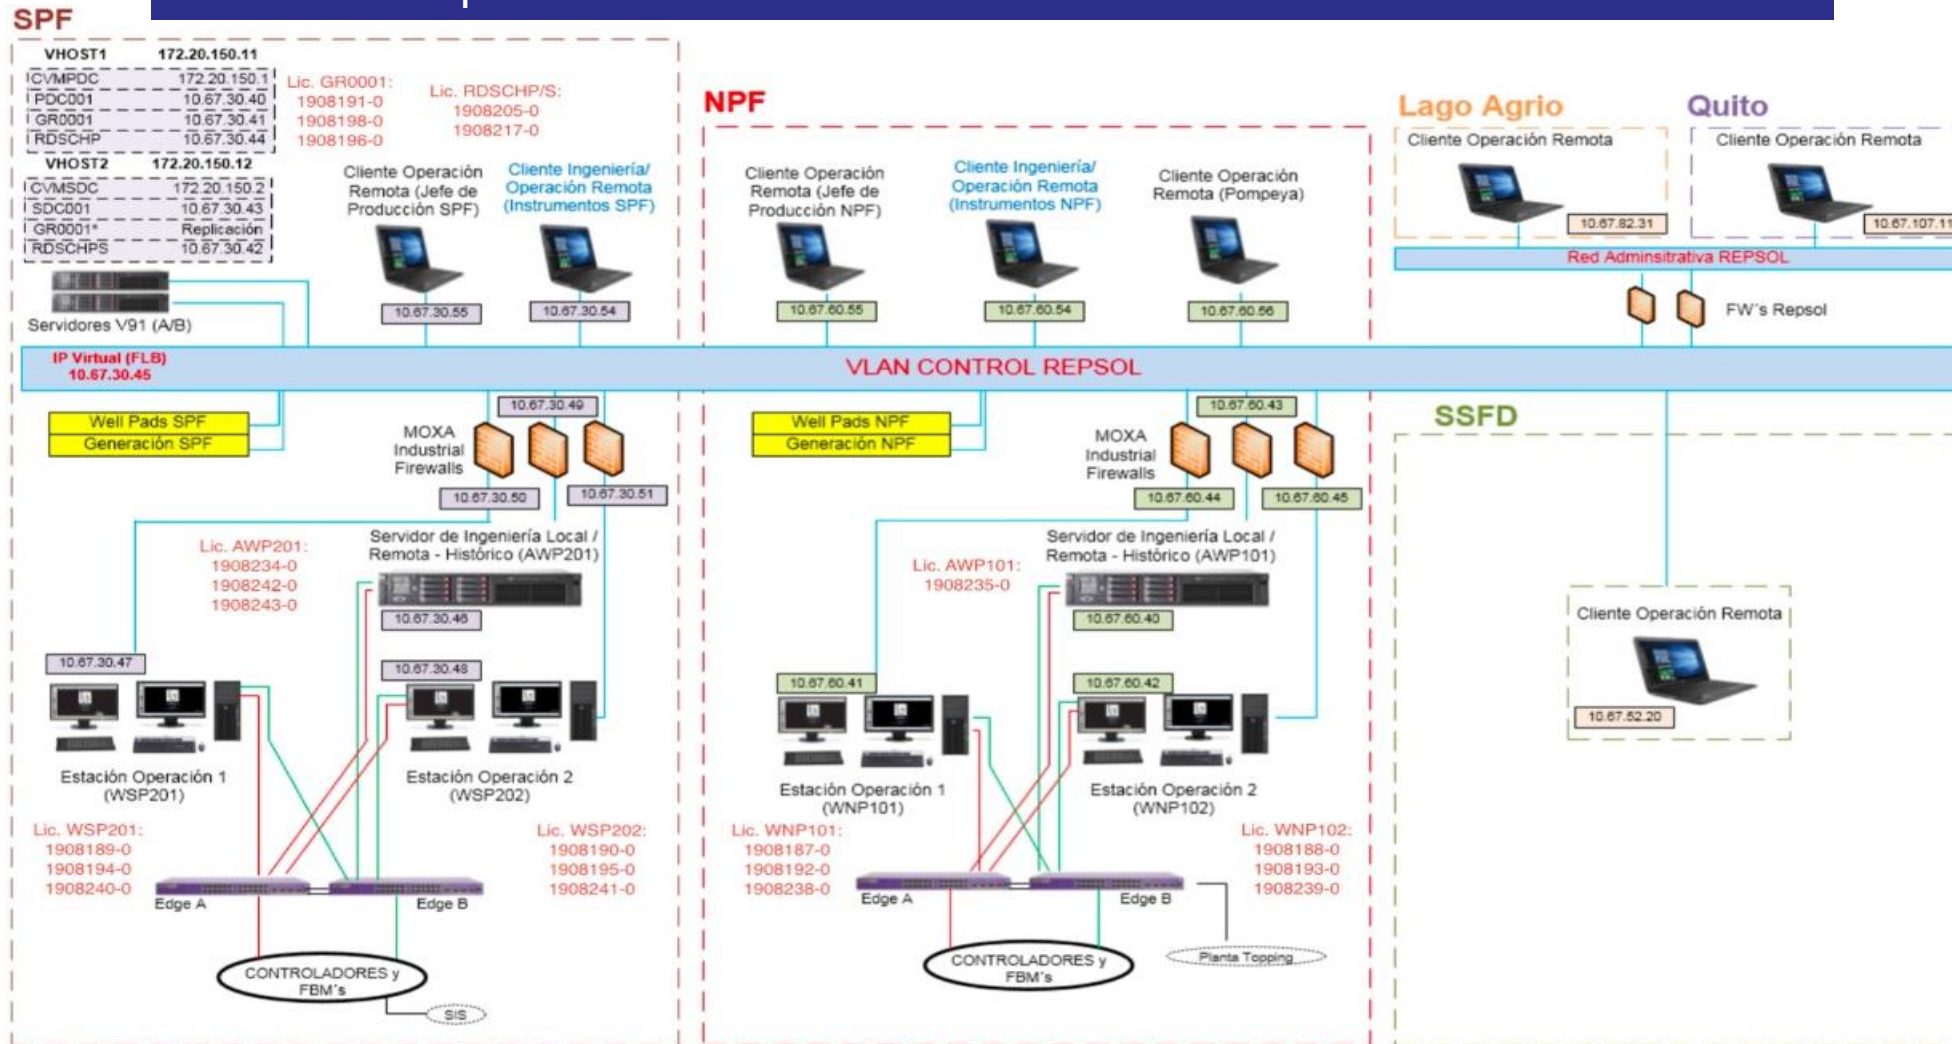 SPF
VHOST1 172.20.150.11
CVMPDC 172.20.150.1
PDC001 10.67.30.40
GR0001 10.67.30.41
RDSCHP 10.67.30.44
VHOST2 172.20.150.12
CVMSDC 172.20.150.2
SDC001 10.67.30.43
GR0001* Replicación
RDSCHPS 10.67.30.42
Servidores V91 (A/B)
Lic. GR0001:
1908191-0
1908198-0
1908196-0
Lic. RDSCHP/S:
1908205-0
1908217-0
Cliente Operación
Remota (Jefe de
Producción SPF)
10.67.30.55
Cliente Ingeniería/
Operación Remota
(Instrumentos SPF)
10.67.30.54
NPF
Cliente Operación
Remota (Jefe de
Producción NPF)
10.67.60.55
Cliente Ingeniería/
Operación Remota
(Instrumentos NPF)
10.67.60.54
Cliente Operación
Remota (Pompeya)
10.67.60.56
Lago Agrio
Cliente Operación Remota
10.67.82.31
Quito
Cliente Operación Remota
10.67.107.11
Red Adminsitrativa REPSOL
FW´s Repsol
IP Virtual (FLB)
10.67.30.45
VLAN CONTROL REPSOL
Well Pads SPF
Generación SPF
10.67.30.49
MOXA
Industrial
Firewalls
10.67.30.50
10.67.30.51
Lic. AWP201:
1908234-0
1908242-0
1908243-0
Servidor de Ingeniería Local /
Remota - Histórico (AWP201)
10.67.30.46
10.67.30.47
10.67.30.48
Estación Operación 1
(WSP201)
Estación Operación 2
(WSP202)
Lic. WSP201:
1908189-0
1908194-0
1908240-0
Lic. WSP202:
1908190-0
1908195-0
1908241-0
Edge A
Edge B
CONTROLADORES y
FBM´s
SIS
Well Pads NPF
Generación NPF
10.67.60.43
MOXA
Industrial
Firewalls
10.67.60.44
10.67.60.45
Lic. AWP101:
1908235-0
Servidor de Ingeniería Local /
Remota - Histórico (AWP101)
10.67.60.40
10.67.60.41
10.67.60.42
Estación Operación 1
(WNP101)
Estación Operación 2
(WNP102)
Lic. WNP101:
1908187-0
1908192-0
1908238-0
Lic. WNP102:
1908188-0
1908193-0
1908239-0
Edge A
Edge B
CONTROLADORES y
FBM´s
Planta Topping
SSFD
Cliente Operación Remota
10.67.52.20